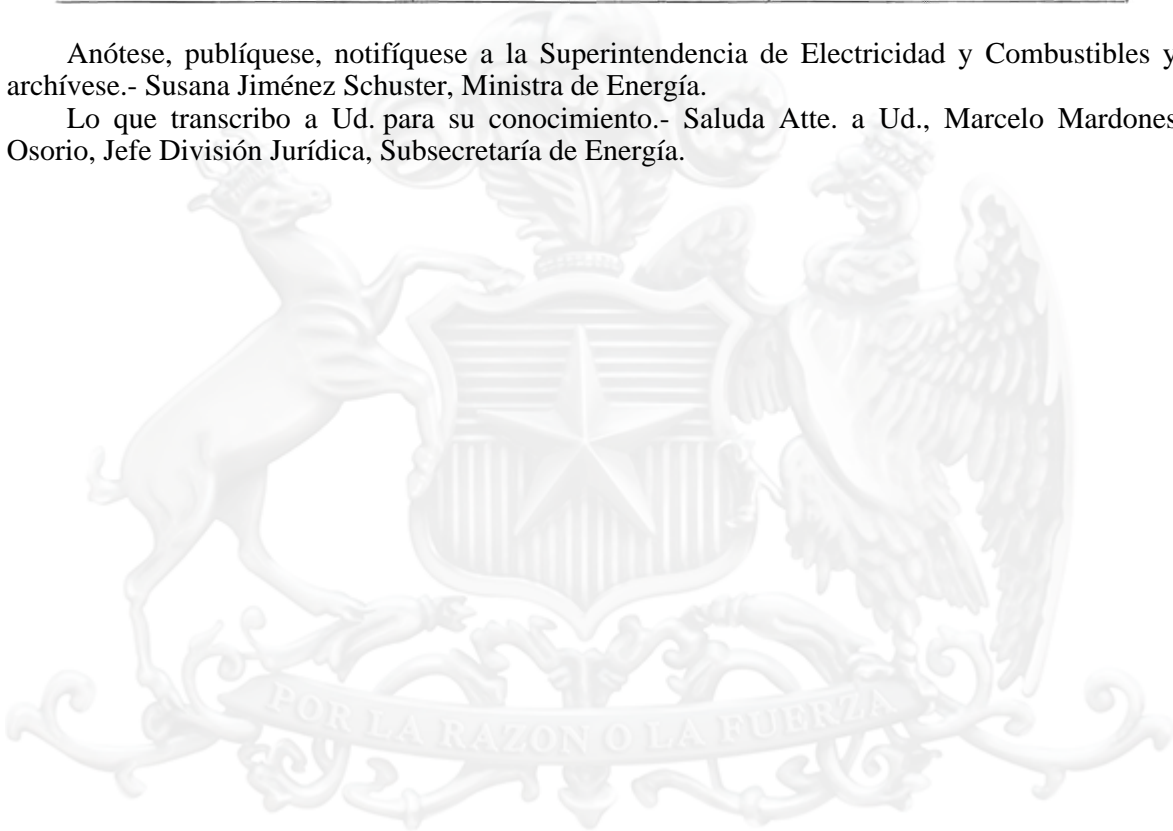 Anótese, publíquese, notifíquese a la Superintendencia de Electricidad y Combustibles y
archívese.- Susana Jiménez Schuster, Ministra de Energía.
Lo que transcribo a Ud. para su conocimiento.- Saluda Atte. a Ud., Marcelo Mardones
Osorio, Jefe División Jurídica, Subsecretaría de Energía.
POR LA RAZON O LA FUERZA